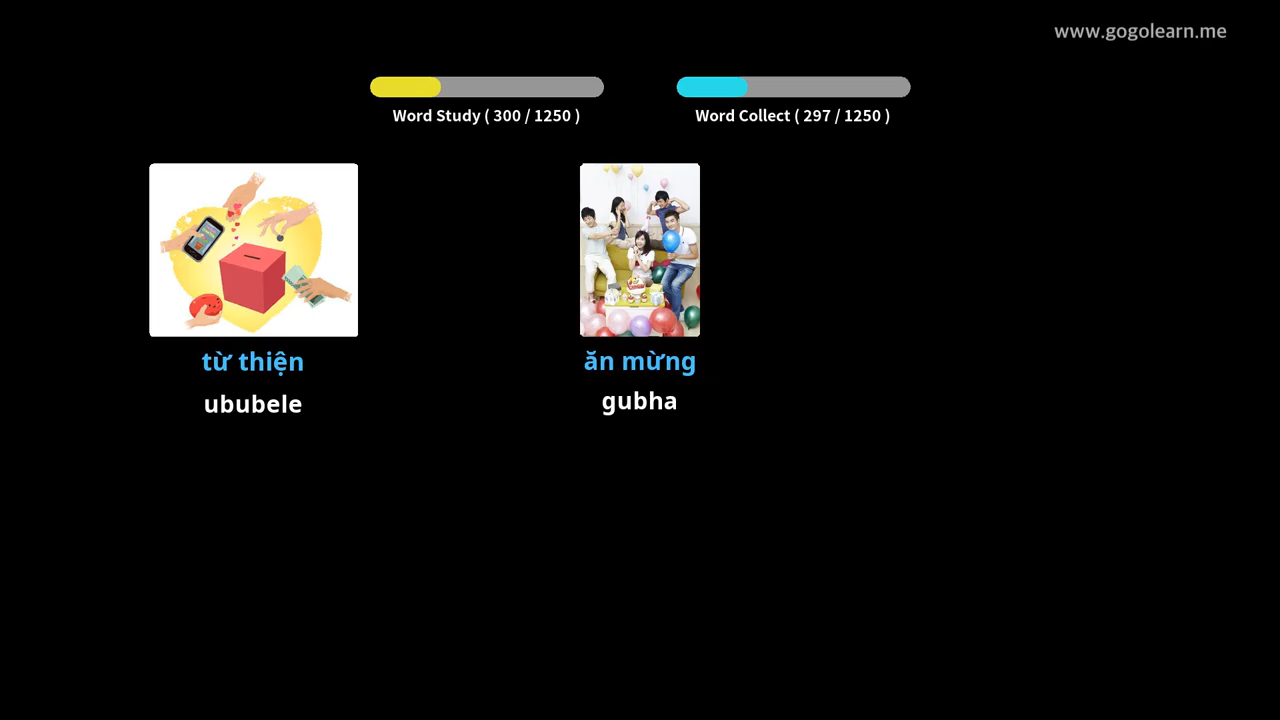 www.gogolearn.me
Word Study ( 300 / 1250 )
Word Collect ( 297 / 1250 )
từ thiện
ububele
ăn mừng
gubha